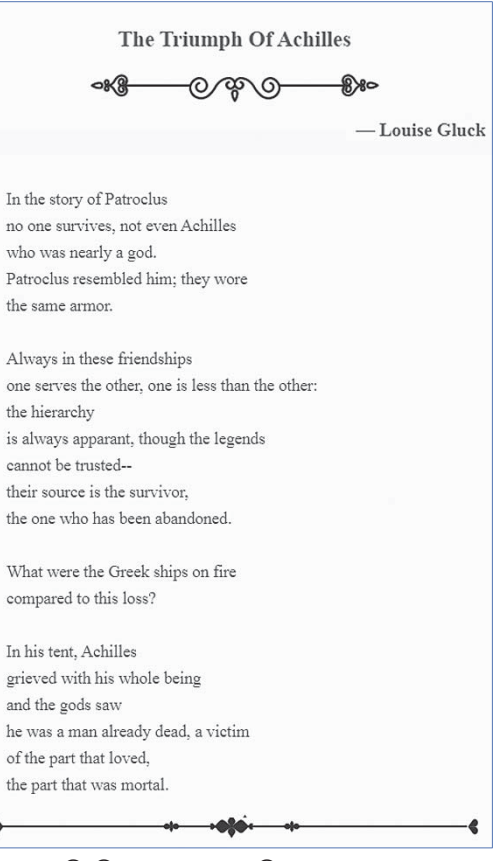 The Triumph Of Achilles
— Louise Gluck
In the story of Patroclus
no one survives, not even Achilles
who was nearly a god.
Patroclus resembled him; they wore
the same armor.
Always in these friendships
one serves the other, one is less than the other:
the hierarchy
is always apparant, though the legends
cannot be trusted--
their source is the survivor,
the one who has been abandoned.
What were the Greek ships on fire
compared to this loss?
In his tent, Achilles
grieved with his whole being
and the gods saw
he was a man already dead, a victim
of the part that loved,
the part that was mortal.